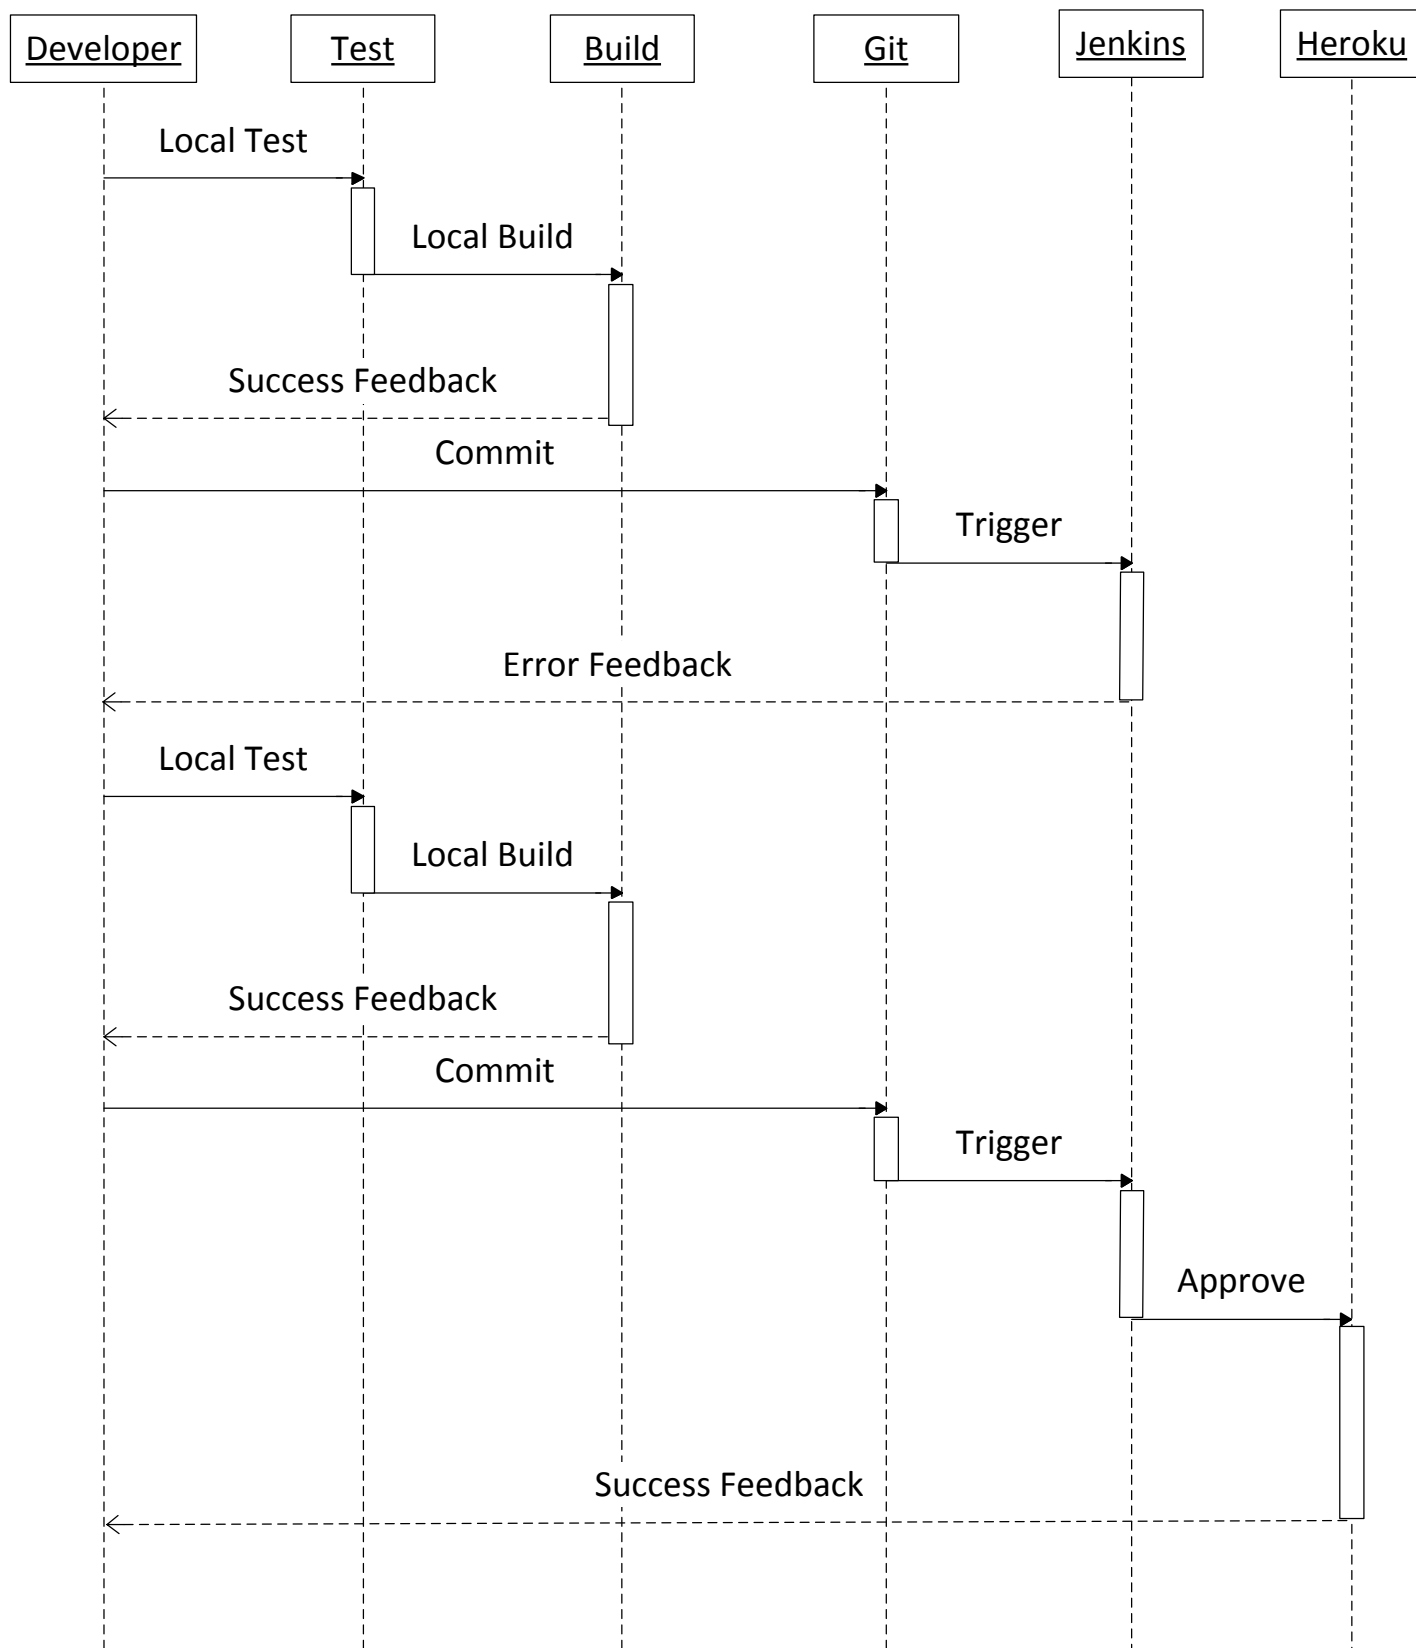 Developer
Test
Build
Git
Jenkins
Heroku
Local Test
Local Build
Success Feedback
Commit
Trigger
Error Feedback
Local Test
Local Build
Success Feedback
Commit
Trigger
Approve
Success Feedback